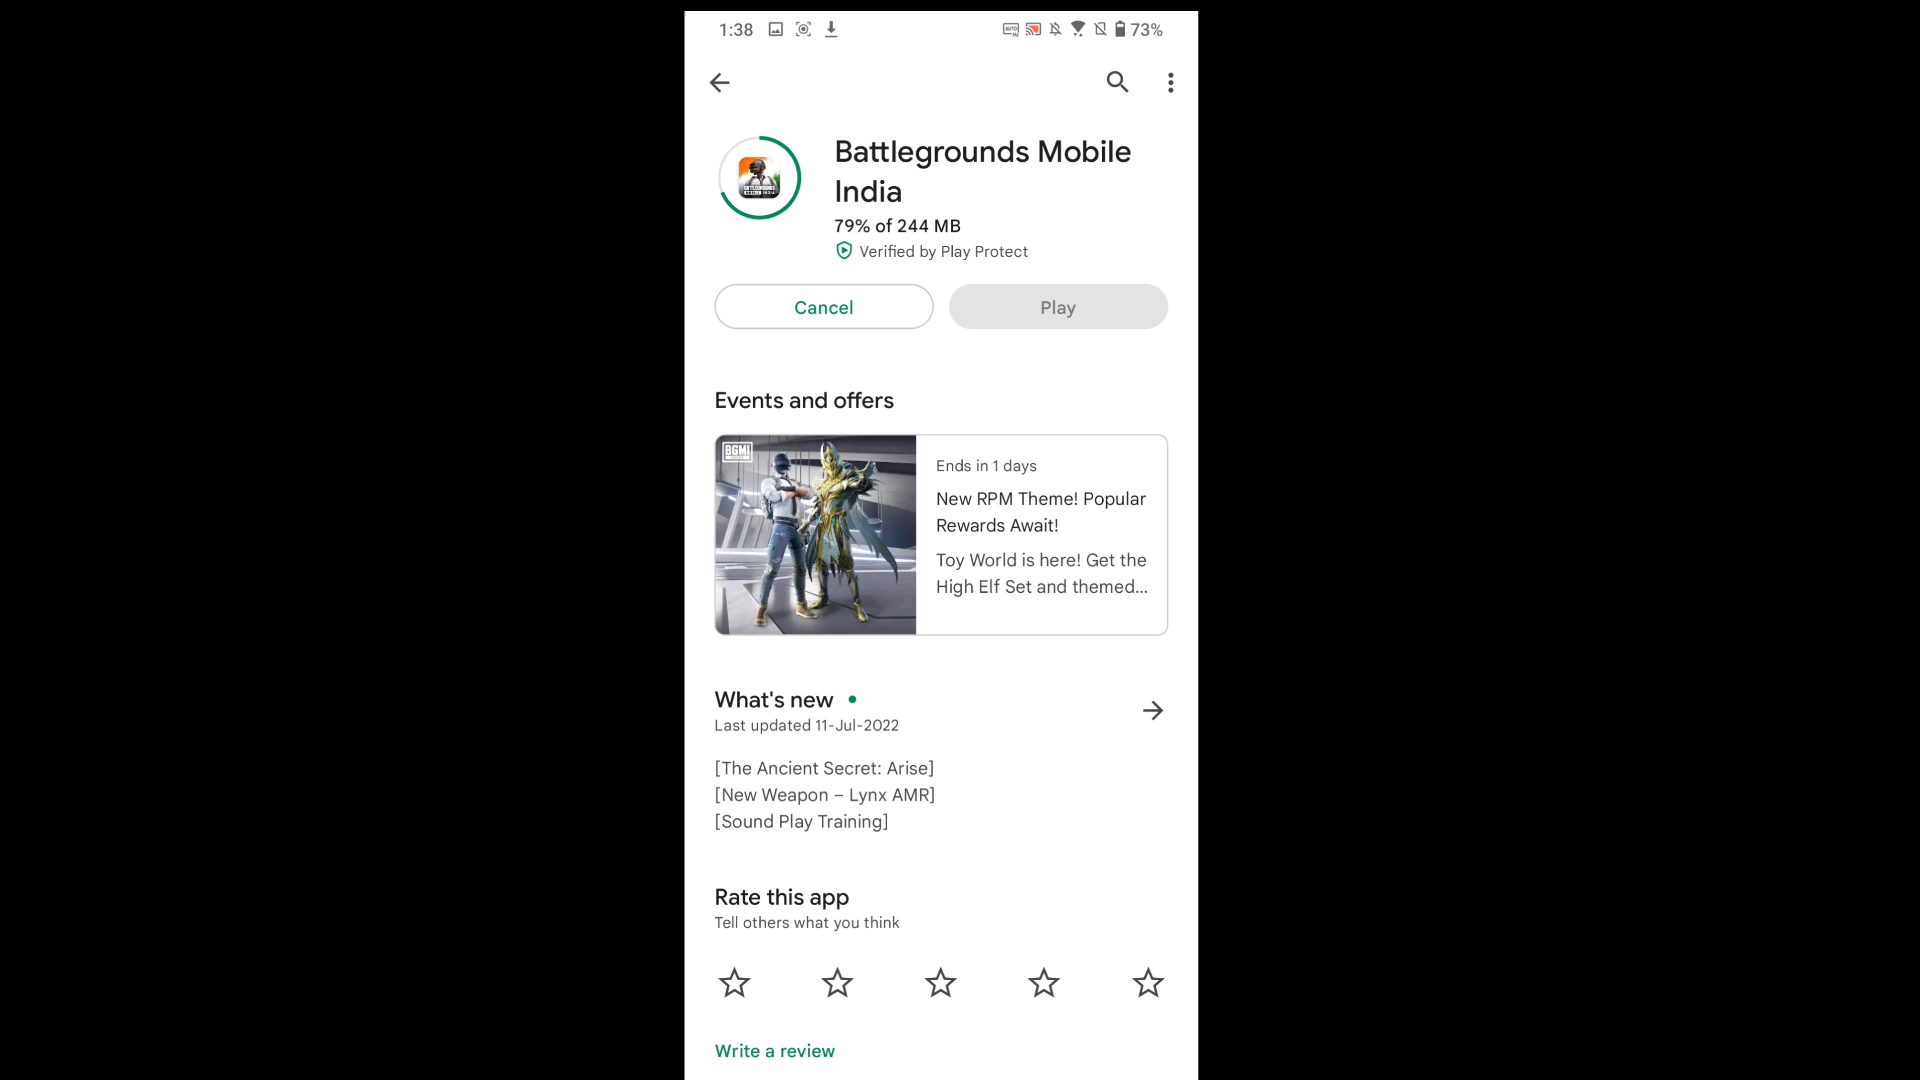 1:38
73%
Battlegrounds Mobile
India
79% of 244 MB
Verified by Play Protect
Cancel
Play
Events and offers
BGMI
Ends in 1 days
New RPM Theme! Popular
Rewards Await!
Toy World is here! Get the
High Elf Set and themed...
What's new
Last updated 11-Jul-2022
[The Ancient Secret: Arise]
[New Weapon – Lynx AMR]
[Sound Play Training]
Rate this app
Tell others what you think
Write a review